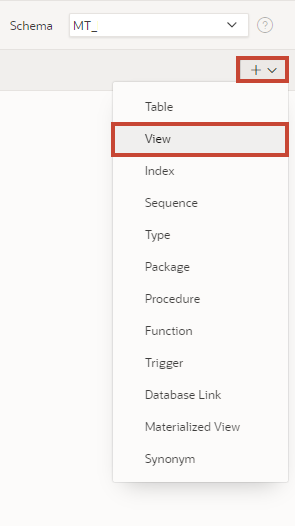 Schema MT_ ?
Table
View
Index
Sequence
Type
Package
Procedure
Function
Trigger
Database Link
Materialized View
Synonym